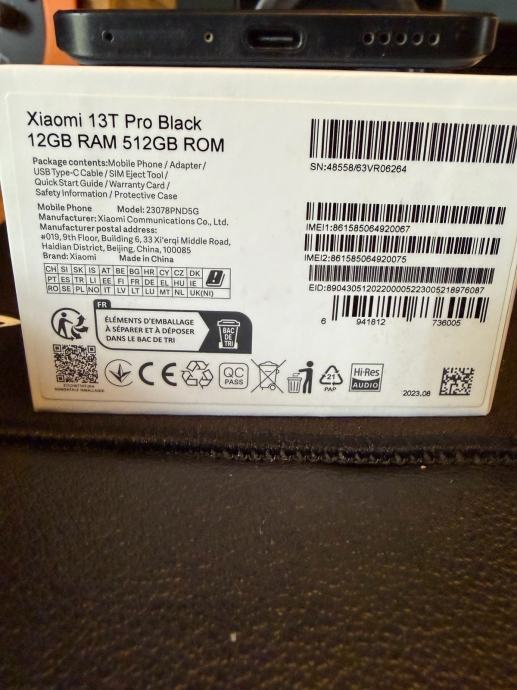 Xiaomi 13T Pro Black
12GB RAM 512GB ROM
Package contents:Mobile Phone / Adapter /
USB Type-C Cable / SIM Eject Tool /
Quick Start Guide / Warranty Card /
Safety Information / Protective Case
Mobile Phone Model: 23078PND5G
Manufacturer: Xiaomi Communications Co., Ltd.
Manufacturer postal address:
#019, 9th Floor, Building 6, 33 Xi'erqi Middle Road,
Haidian District, Beijing, China, 100085
Brand: Xiaomi Made in China
CH SI SK IS AT BE BG HR CY CZ DK
PT ES TR LI EE FI FR DE EL HU IE
RO SE PL NO IT LV LT LU MT NL UK(NI)
SN:48558/63VR06264
IMEI1:861585064920067
IMEI2:861585064920075
EID:89043051202200005223005218976087
6 941812 736005
FR
ÉLÉMENTS D'EMBALLAGE
À SÉPARER ET À DÉPOSER
DANS LE BAC DE TRI
BAC
DE
TRI
CE
QC
PASS
21
PAP
Hi-Res
AUDIO
2023.08